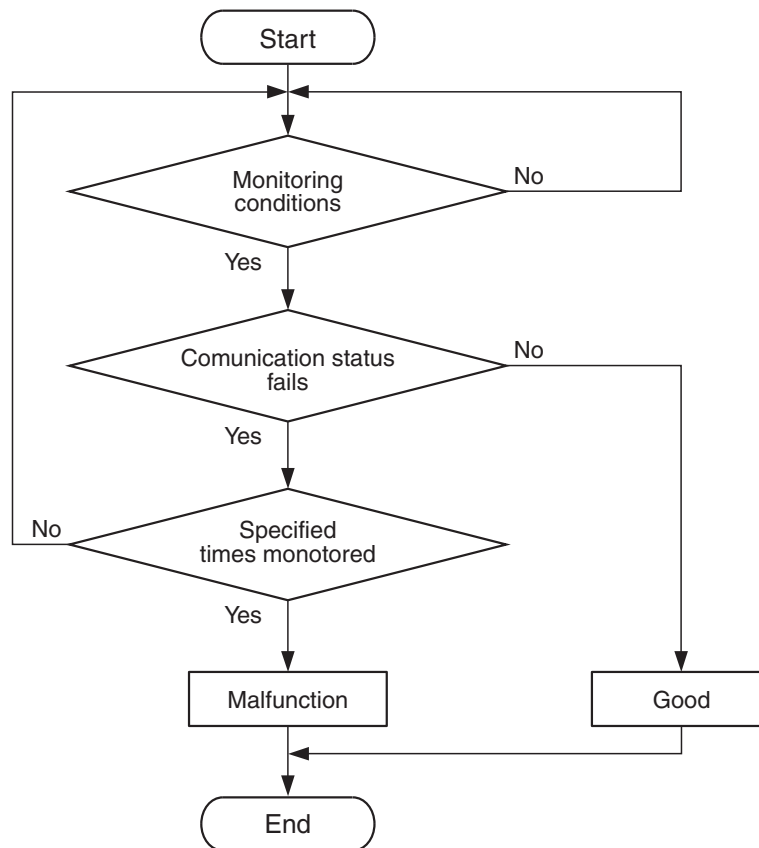 Start
Monitoring
conditions
No
Yes
Comunication status
fails
No
Yes
Specified
times monotored
No
Yes
Malfunction
Good
End